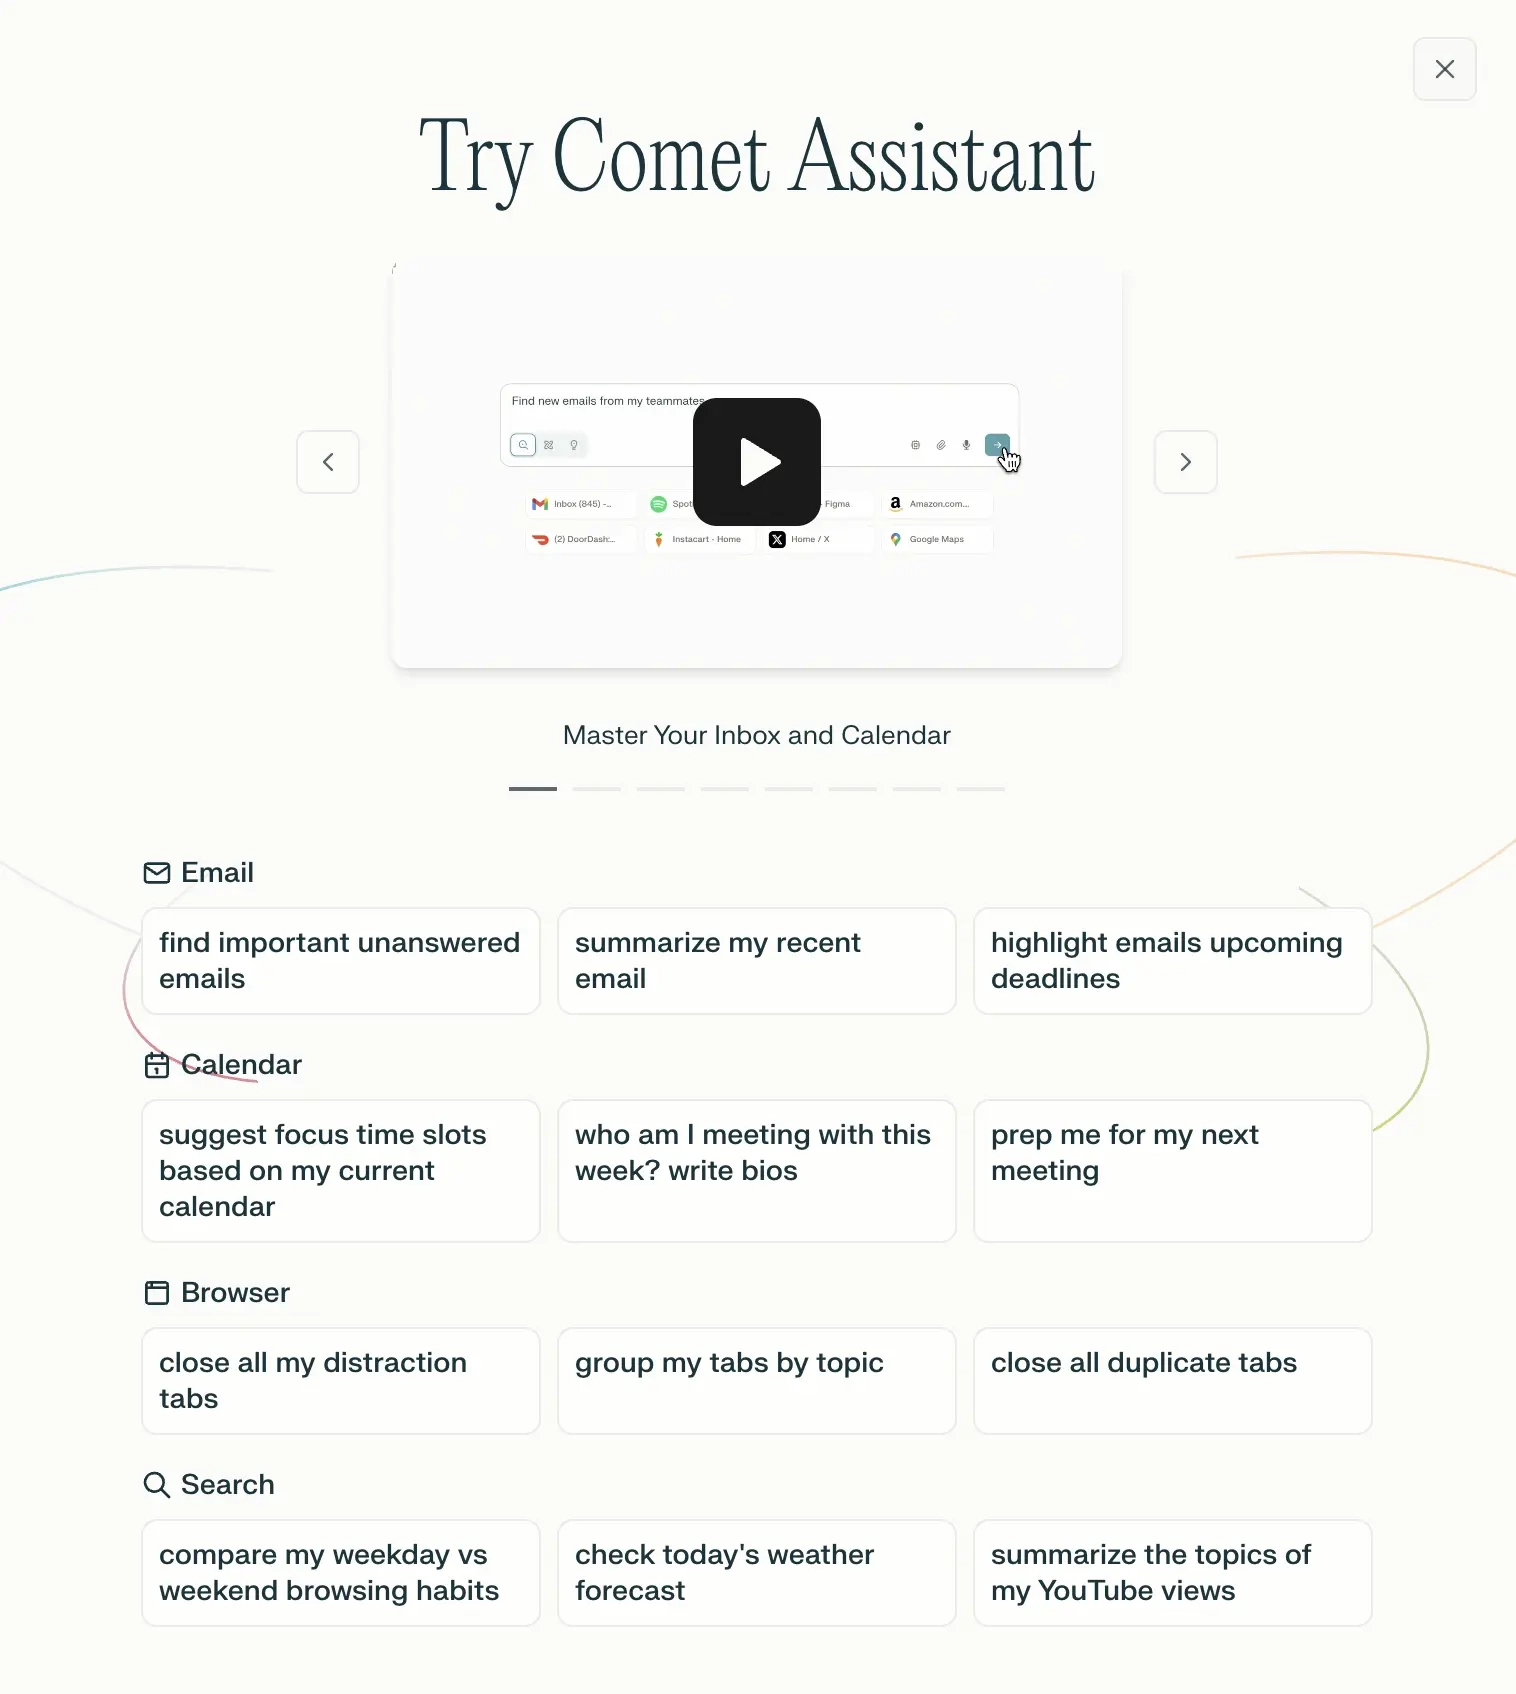 Try Comet Assistant
Find new emails from my teammates
Inbox (845) -...
Figma
Amazon.com...
(2) DoorDash:...
Instacart - Home
Home / X
Google Maps
Master Your Inbox and Calendar
Email
find important unanswered
emails
summarize my recent
email
highlight emails upcoming
deadlines
Calendar
suggest focus time slots
based on my current
calendar
who am I meeting with this
week? write bios
prep me for my next
meeting
Browser
close all my distraction
tabs
group my tabs by topic
close all duplicate tabs
Search
compare my weekday vs
weekend browsing habits
check today's weather
forecast
summarize the topics of
my YouTube views